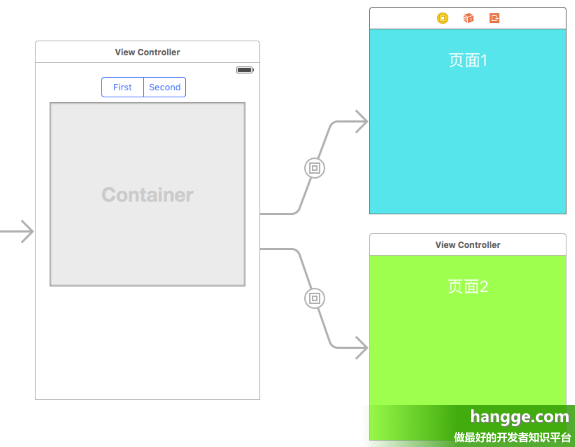 View Controller
First
Second
Container
页面1
View Controller
页面2
hangge.com
做最好的开发者知识平台